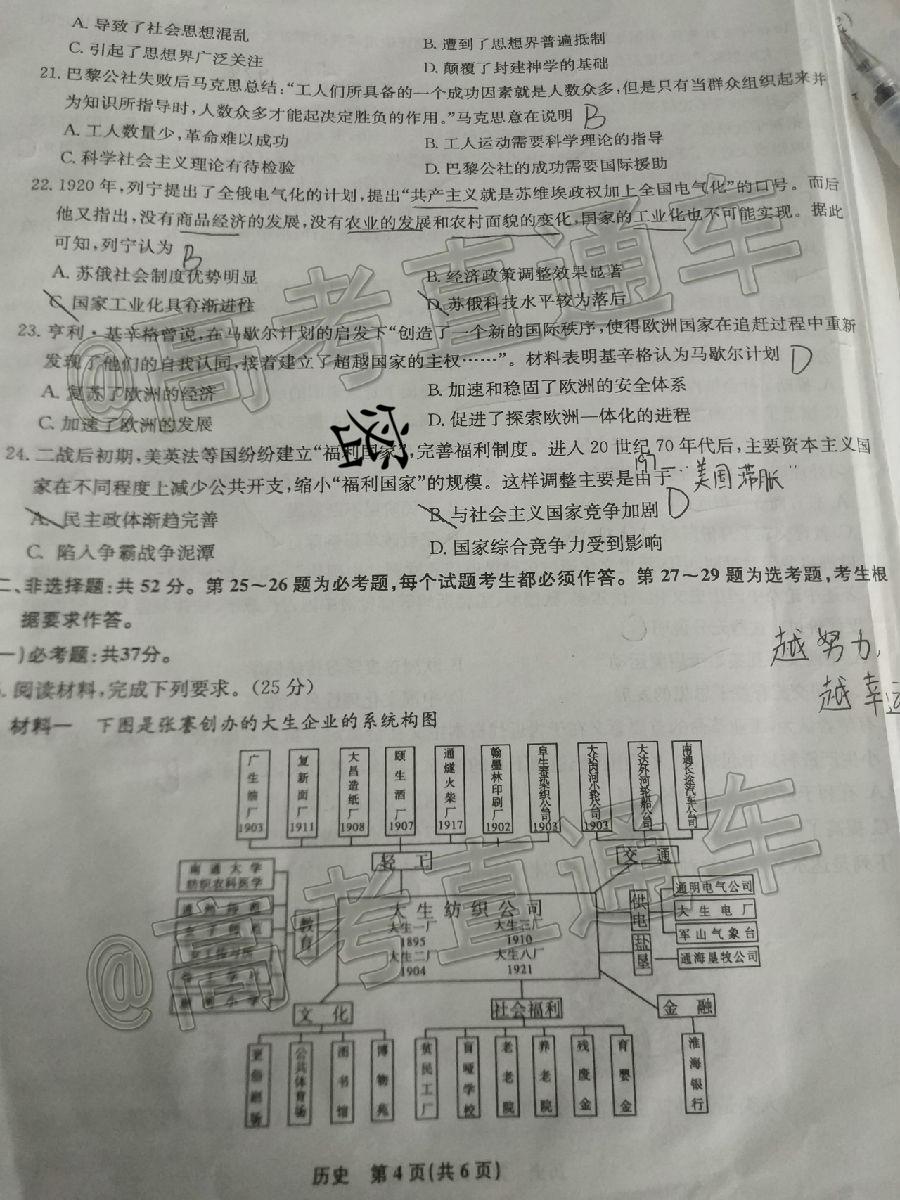 A. 导致了社会思想混乱
B. 遭到了思想界普遍抵制
C. 引起了思想界广泛关注
D. 颠覆了封建神学的基础
21. 巴黎公社失败后马克思总结:“工人们所具备的一个成功因素就是人数众多,但是只有当群众组织起来并
为知识所指导时,人数众多才能起决定胜负的作用。”马克思意在说明 B
A. 工人数量少,革命难以成功
B. 工人运动需要科学理论的指导
C. 科学社会主义理论有待检验
D. 巴黎公社的成功需要国际援助
22. 1920 年,列宁提出了全俄电气化的计划,提出“共产主义就是苏维埃政权加上全国电气化”的口号。而后
他又指出,没有商品经济的发展,没有农业的发展和农村面貌的变化,国家的工业化也不可能实现。据此
可知,列宁认为 B
A. 苏俄社会制度优势明显
B. 经济政策调整效果显著
C. 国家工业化具有渐进性
D. 苏俄科技水平较为落后
23. 亨利·基辛格曾说,在马歇尔计划的启发下“创造了一个新的国际秩序,使得欧洲国家在追赶过程中重新
发现了他们的自我认同,接着建立了超越国家的主权……”。材料表明基辛格认为马歇尔计划 D
A. 复苏了欧洲的经济
B. 加速和稳固了欧洲的安全体系
C. 加速了欧洲的发展
D. 促进了探索欧洲一体化的进程
密
24. 二战后初期,美英法等国纷纷建立“福利国家”,完善福利制度。进入 20 世纪 70 年代后,主要资本主义国
家在不同程度上减少公共开支,缩小“福利国家”的规模。这样调整主要是由于
D
A. 民主政体渐趋完善
B. 与社会主义国家竞争加剧
C. 陷入争霸战争泥潭
D. 国家综合竞争力受到影响
二、非选择题:共 52 分。第 25～26 题为必考题,每个试题考生都必须作答。第 27～29 题为选考题,考生根
据要求作答。
一)必考题:共37分。
越努力,
越幸运
阅读材料,完成下列要求。(25 分)
材料一 下图是张謇创办的大生企业的系统构图
广生油厂 1903
复新面厂 1911
大昌造纸厂 1908
颐生酒厂 1907
通燧火柴厂 1917
翰墨林印刷厂 1902
阜生蚕染织公司 1903
大达内河小轮公司 1903
大达外河轮船公司
南通长途汽车公司
轻工
交通
南通大学
纺织农科医学
教育
大生纺织公司
大生一厂 1895
大生三厂 1910
大生二厂 1904
大生八厂 1921
供电
通明电气公司
大生电厂
军山气象台
盐垦
通海垦牧公司
文化
社会福利
金融
更俗剧场
公共体育场
图书馆
博物苑
贫民工厂
盲哑学校
老老院
养老院
残废金
育婴金
淮海银行
历史 第 4 页(共 6 页)
@高考直通车
@高考直通车